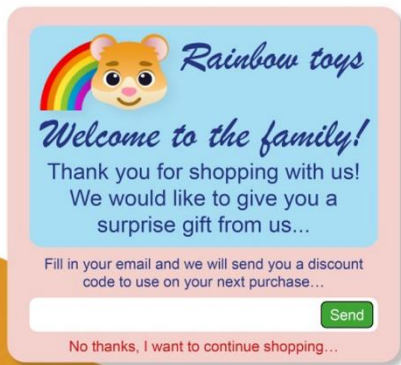 Rainbow toys
Welcome to the family!
Thank you for shopping with us!
We would like to give you a
surprise gift from us...
Fill in your email and we will send you a discount
code to use on your next purchase...
Send
No thanks, I want to continue shopping...